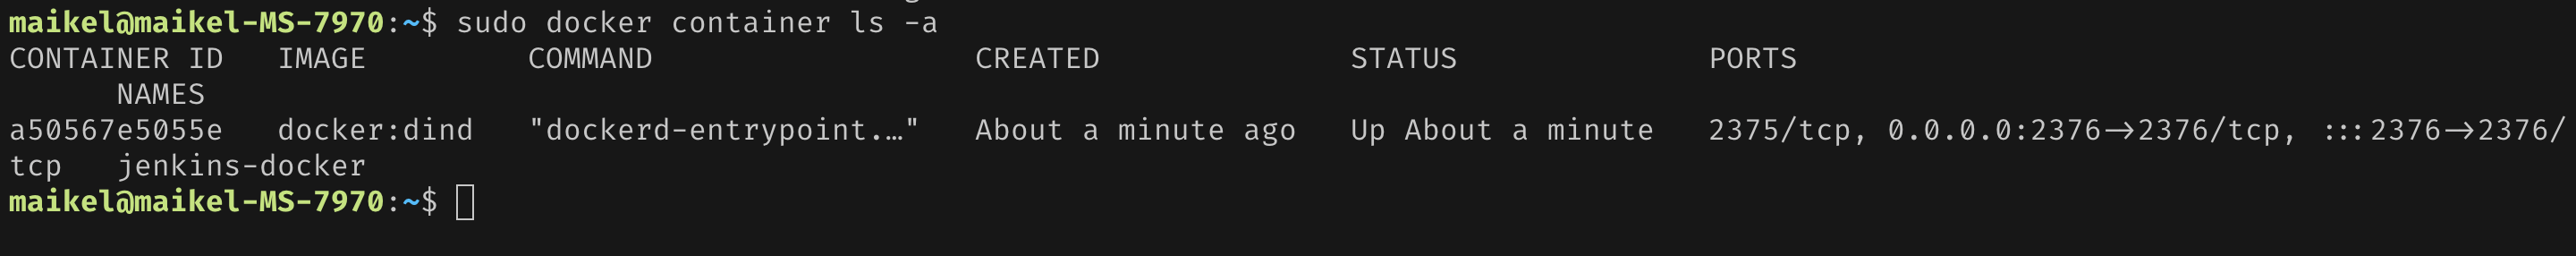 maikel@maikel-MS-7970:~$ sudo docker container ls -a
CONTAINER ID   IMAGE         COMMAND                  CREATED              STATUS              PORTS
      NAMES
a50567e5055e   docker:dind   "dockerd-entrypoint.…"   About a minute ago   Up About a minute   2375/tcp, 0.0.0.0:2376->2376/tcp, :::2376->2376/
tcp   jenkins-docker
maikel@maikel-MS-7970:~$